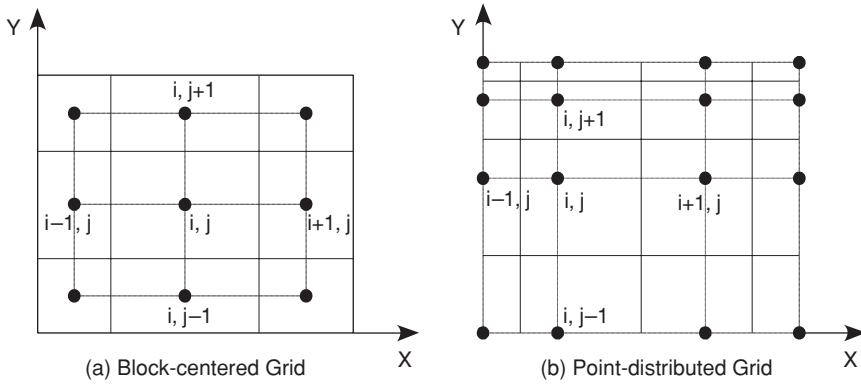 Y
i, j+1
i–1, j
i, j
i+1, j
i, j–1
X
(a) Block-centered Grid
Y
i, j+1
i–1, j
i, j
i+1, j
i, j–1
X
(b) Point-distributed Grid